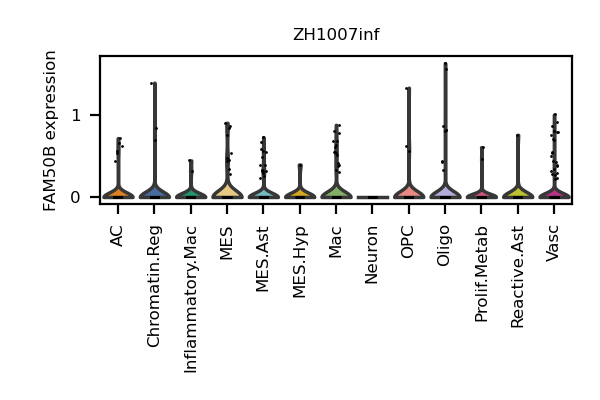 ZH1007inf
FAM50B expression
1
0
AC
Chromatin.Reg
Inflammatory.Mac
MES
MES.Ast
MES.Hyp
Mac
Neuron
OPC
Oligo
Prolif.Metab
Reactive.Ast
Vasc